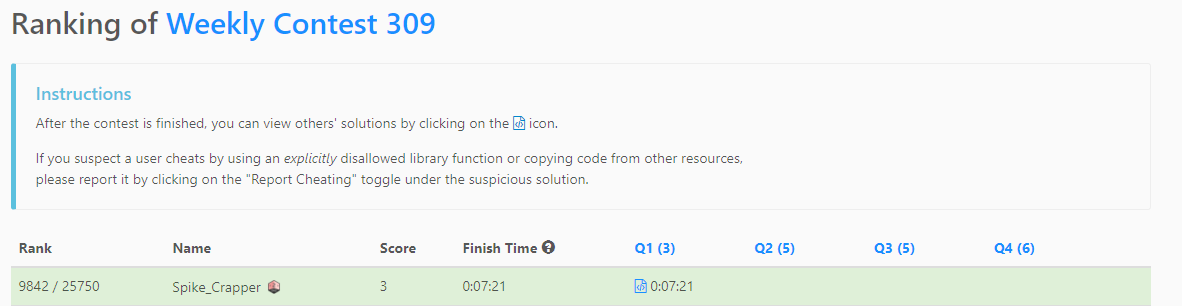 Ranking of Weekly Contest 309
Instructions
After the contest is finished, you can view others' solutions by clicking on the icon.
If you suspect a user cheats by using an explicitly disallowed library function or copying code from other resources,
please report it by clicking on the "Report Cheating" toggle under the suspicious solution.
Rank Name Score Finish Time Q1 (3) Q2 (5) Q3 (5) Q4 (6)
9842 / 25750 Spike_Crapper 3 0:07:21 0:07:21